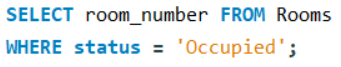 SELECT room_number FROM Rooms
WHERE status = 'Occupied';